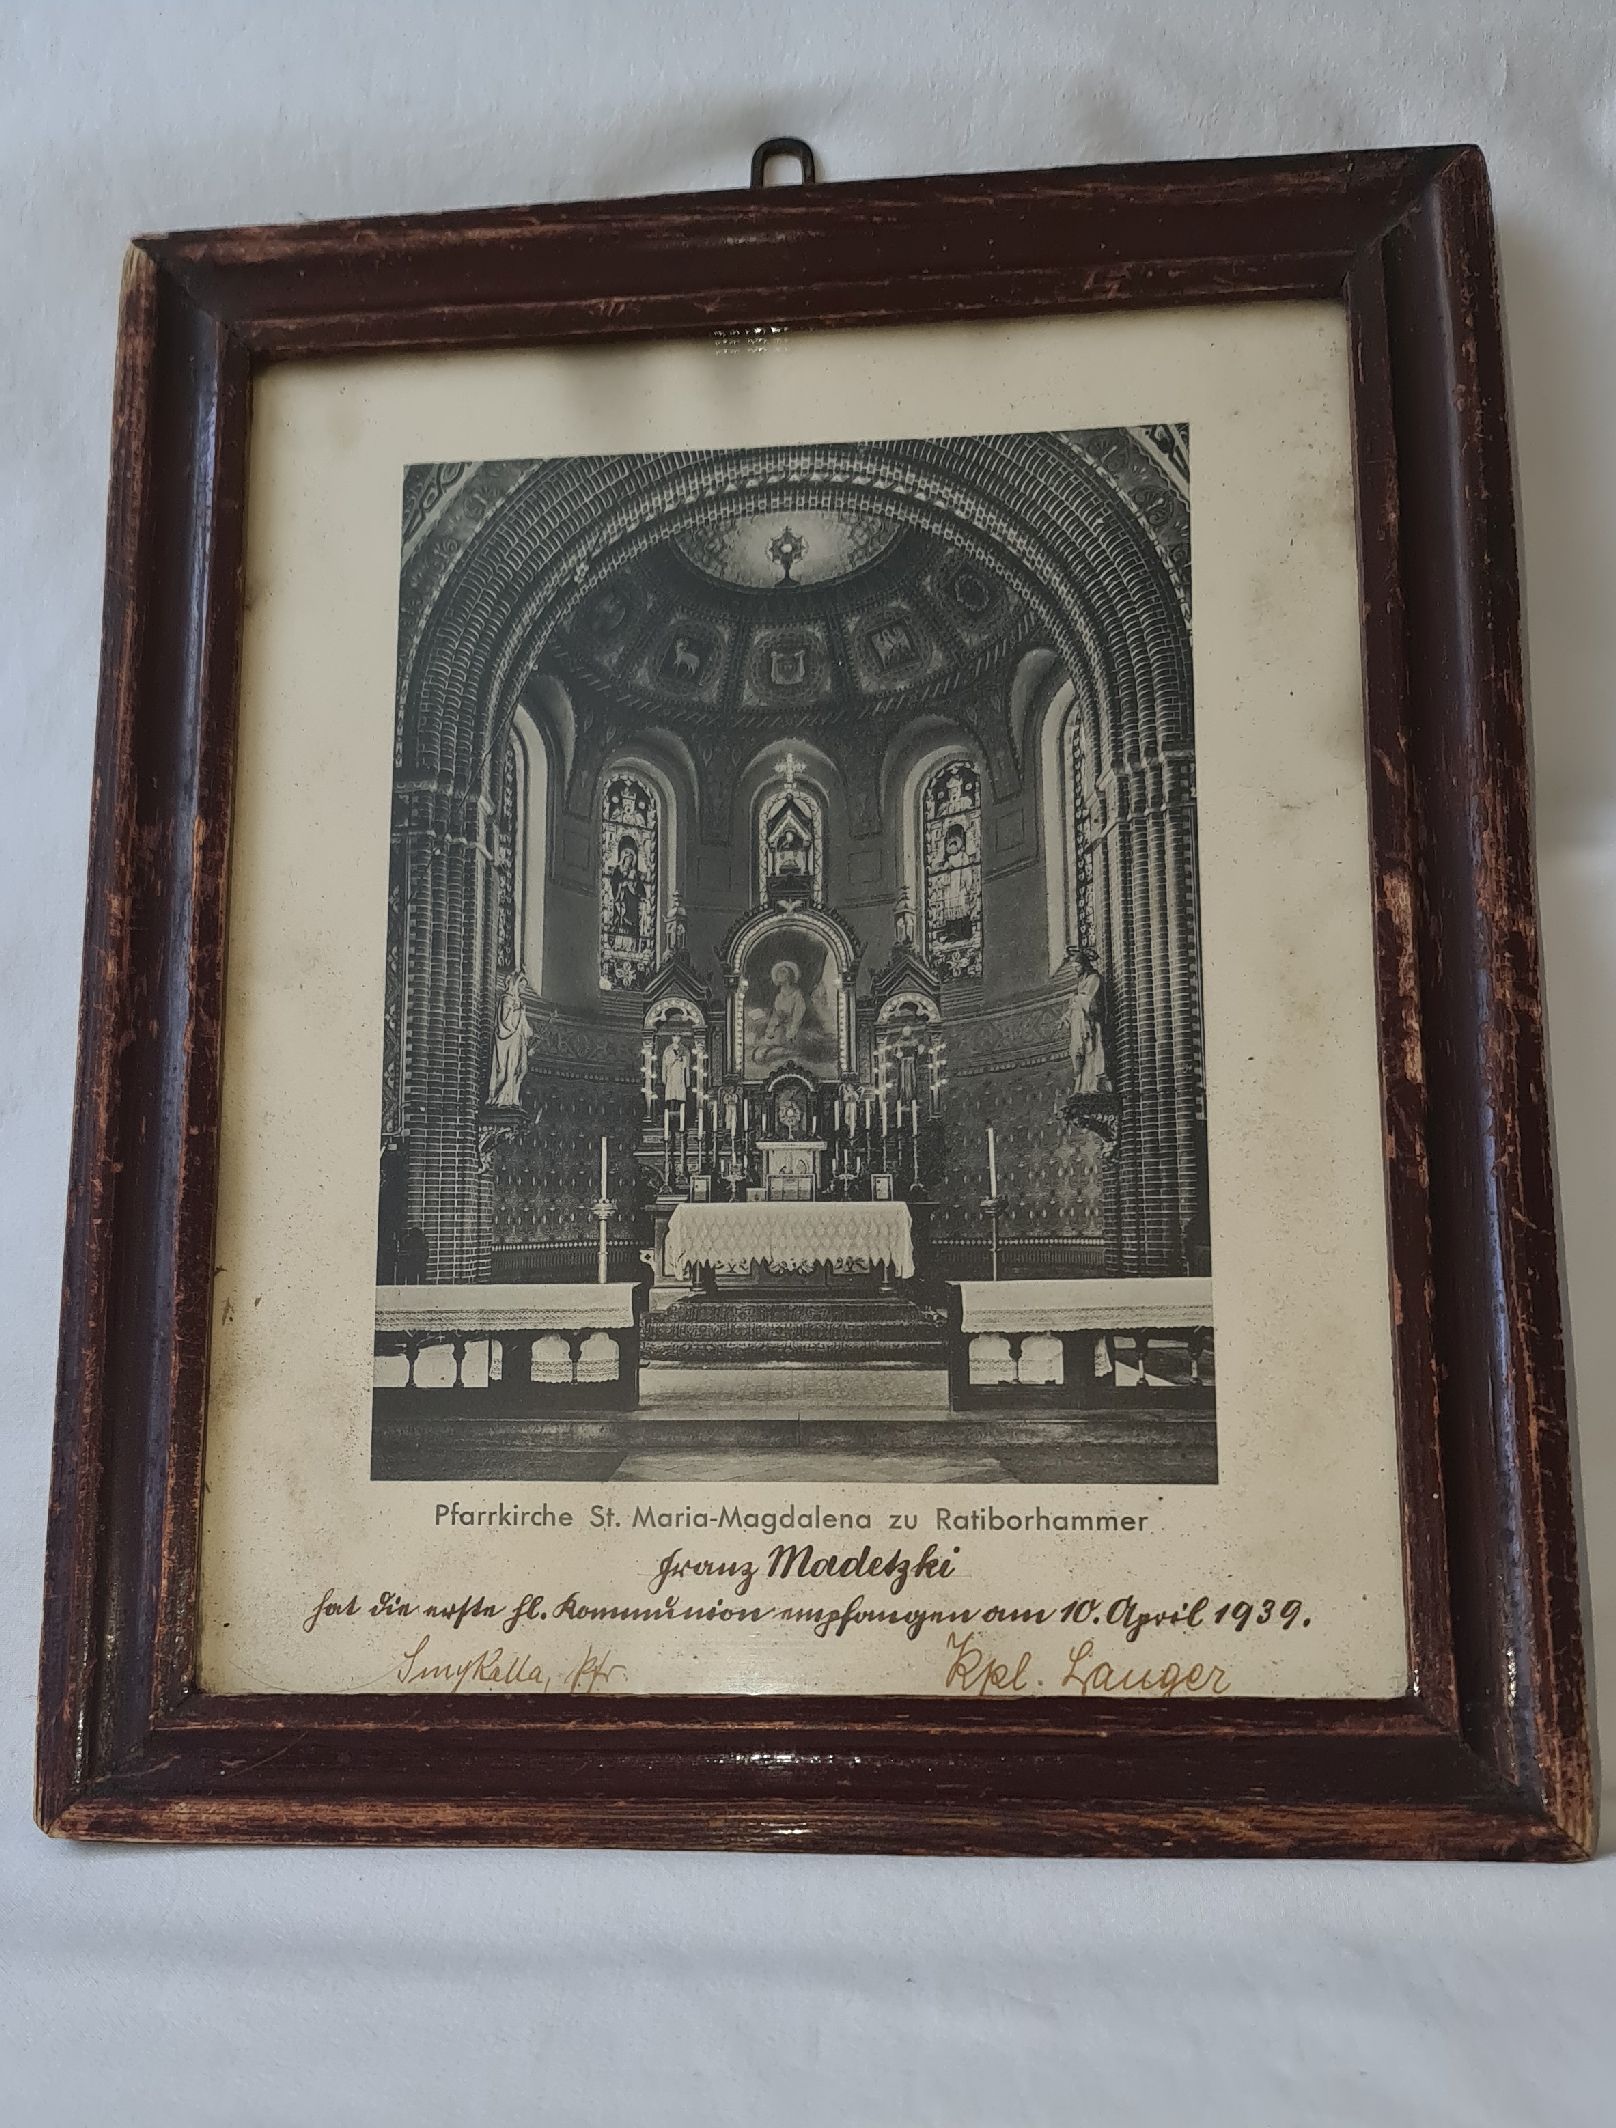 Pfarrkirche St. Maria-Magdalena zu Ratiborhammer
Franz Madetzki
hat die erste hl. Kommunion empfangen am 10. April 1939.
Smykalla, Pfr. Kpl. Langer